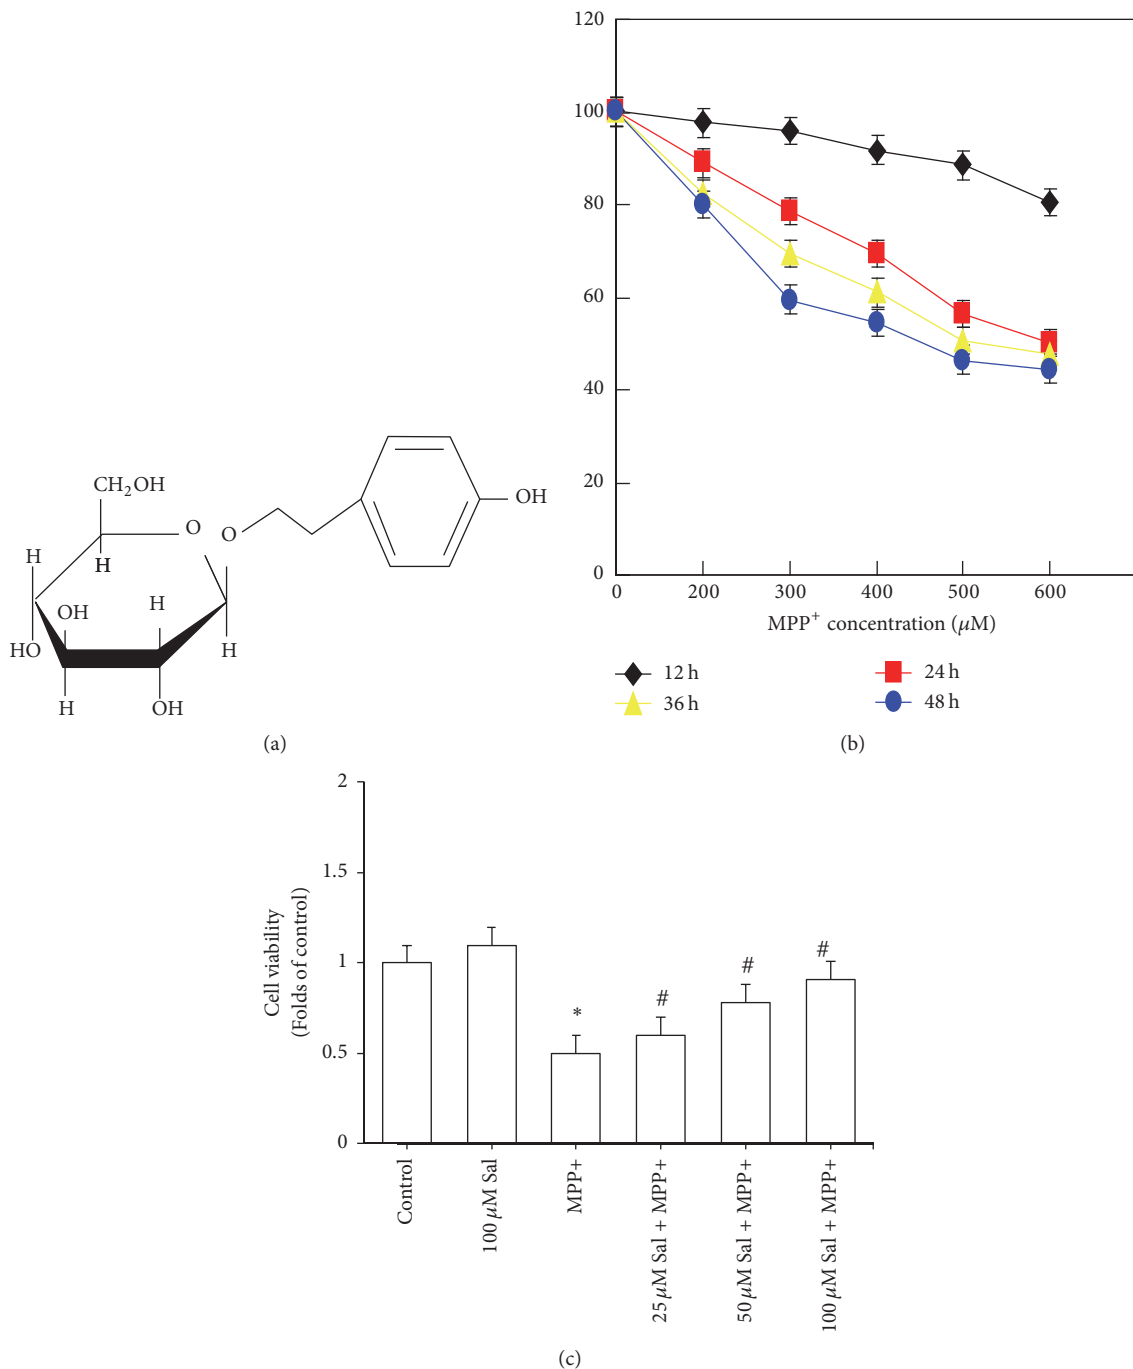 CH₂OH
O
O
OH
H
H
OH
H
HO
H
H
OH
(a)
120
100
80
60
40
20
0
0 200 300 400 500 600
MPP⁺ concentration (μM)
12 h 24 h
36 h 48 h
(b)
2
1.5
1
0.5
0
Cell viability
(Folds of control)
* # # #
Control
100 μM Sal
MPP+
25 μM Sal + MPP+
50 μM Sal + MPP+
100 μM Sal + MPP+
(c)